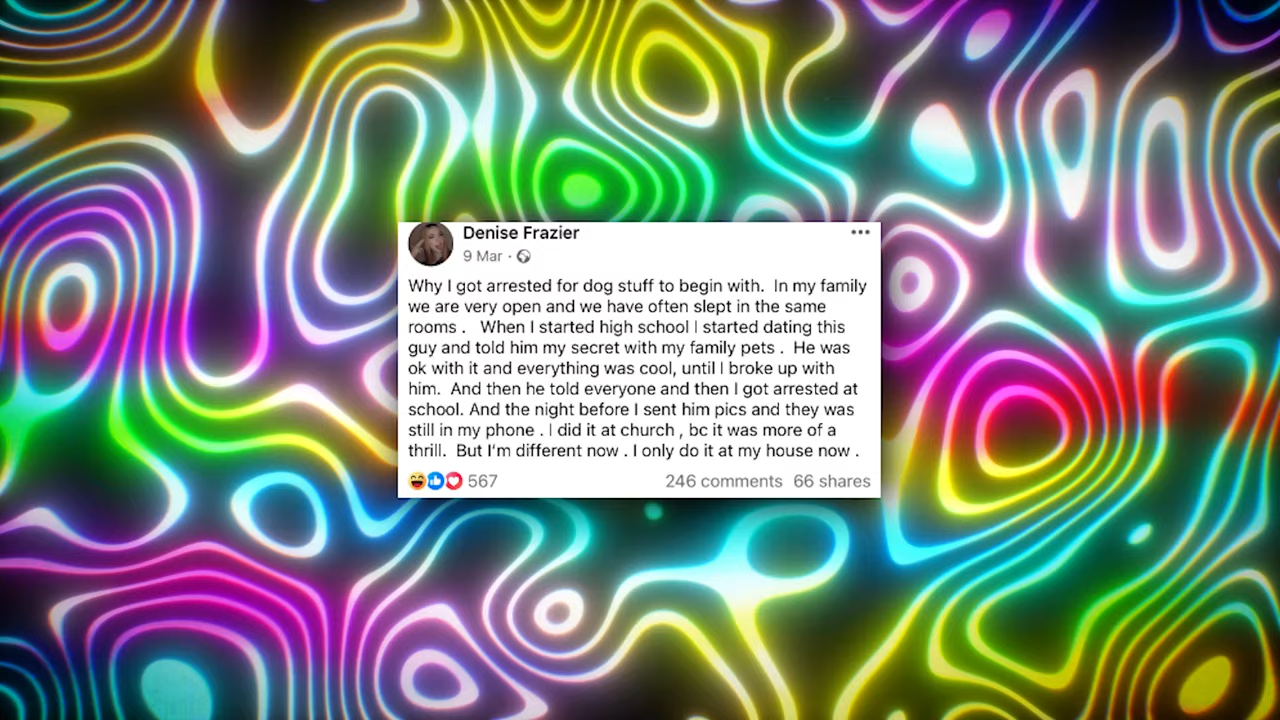 Denise Frazier
9 Mar ·
Why I got arrested for dog stuff to begin with.  In my family
we are very open and we have often slept in the same
rooms .   When I started high school I started dating this
guy and told him my secret with my family pets .  He was
ok with it and everything was cool, until I broke up with
him.  And then he told everyone and then I got arrested at
school. And the night before I sent him pics and they was
still in my phone . I did it at church , bc it was more of a
thrill.  But I'm different now . I only do it at my house now .
567 246 comments 66 shares